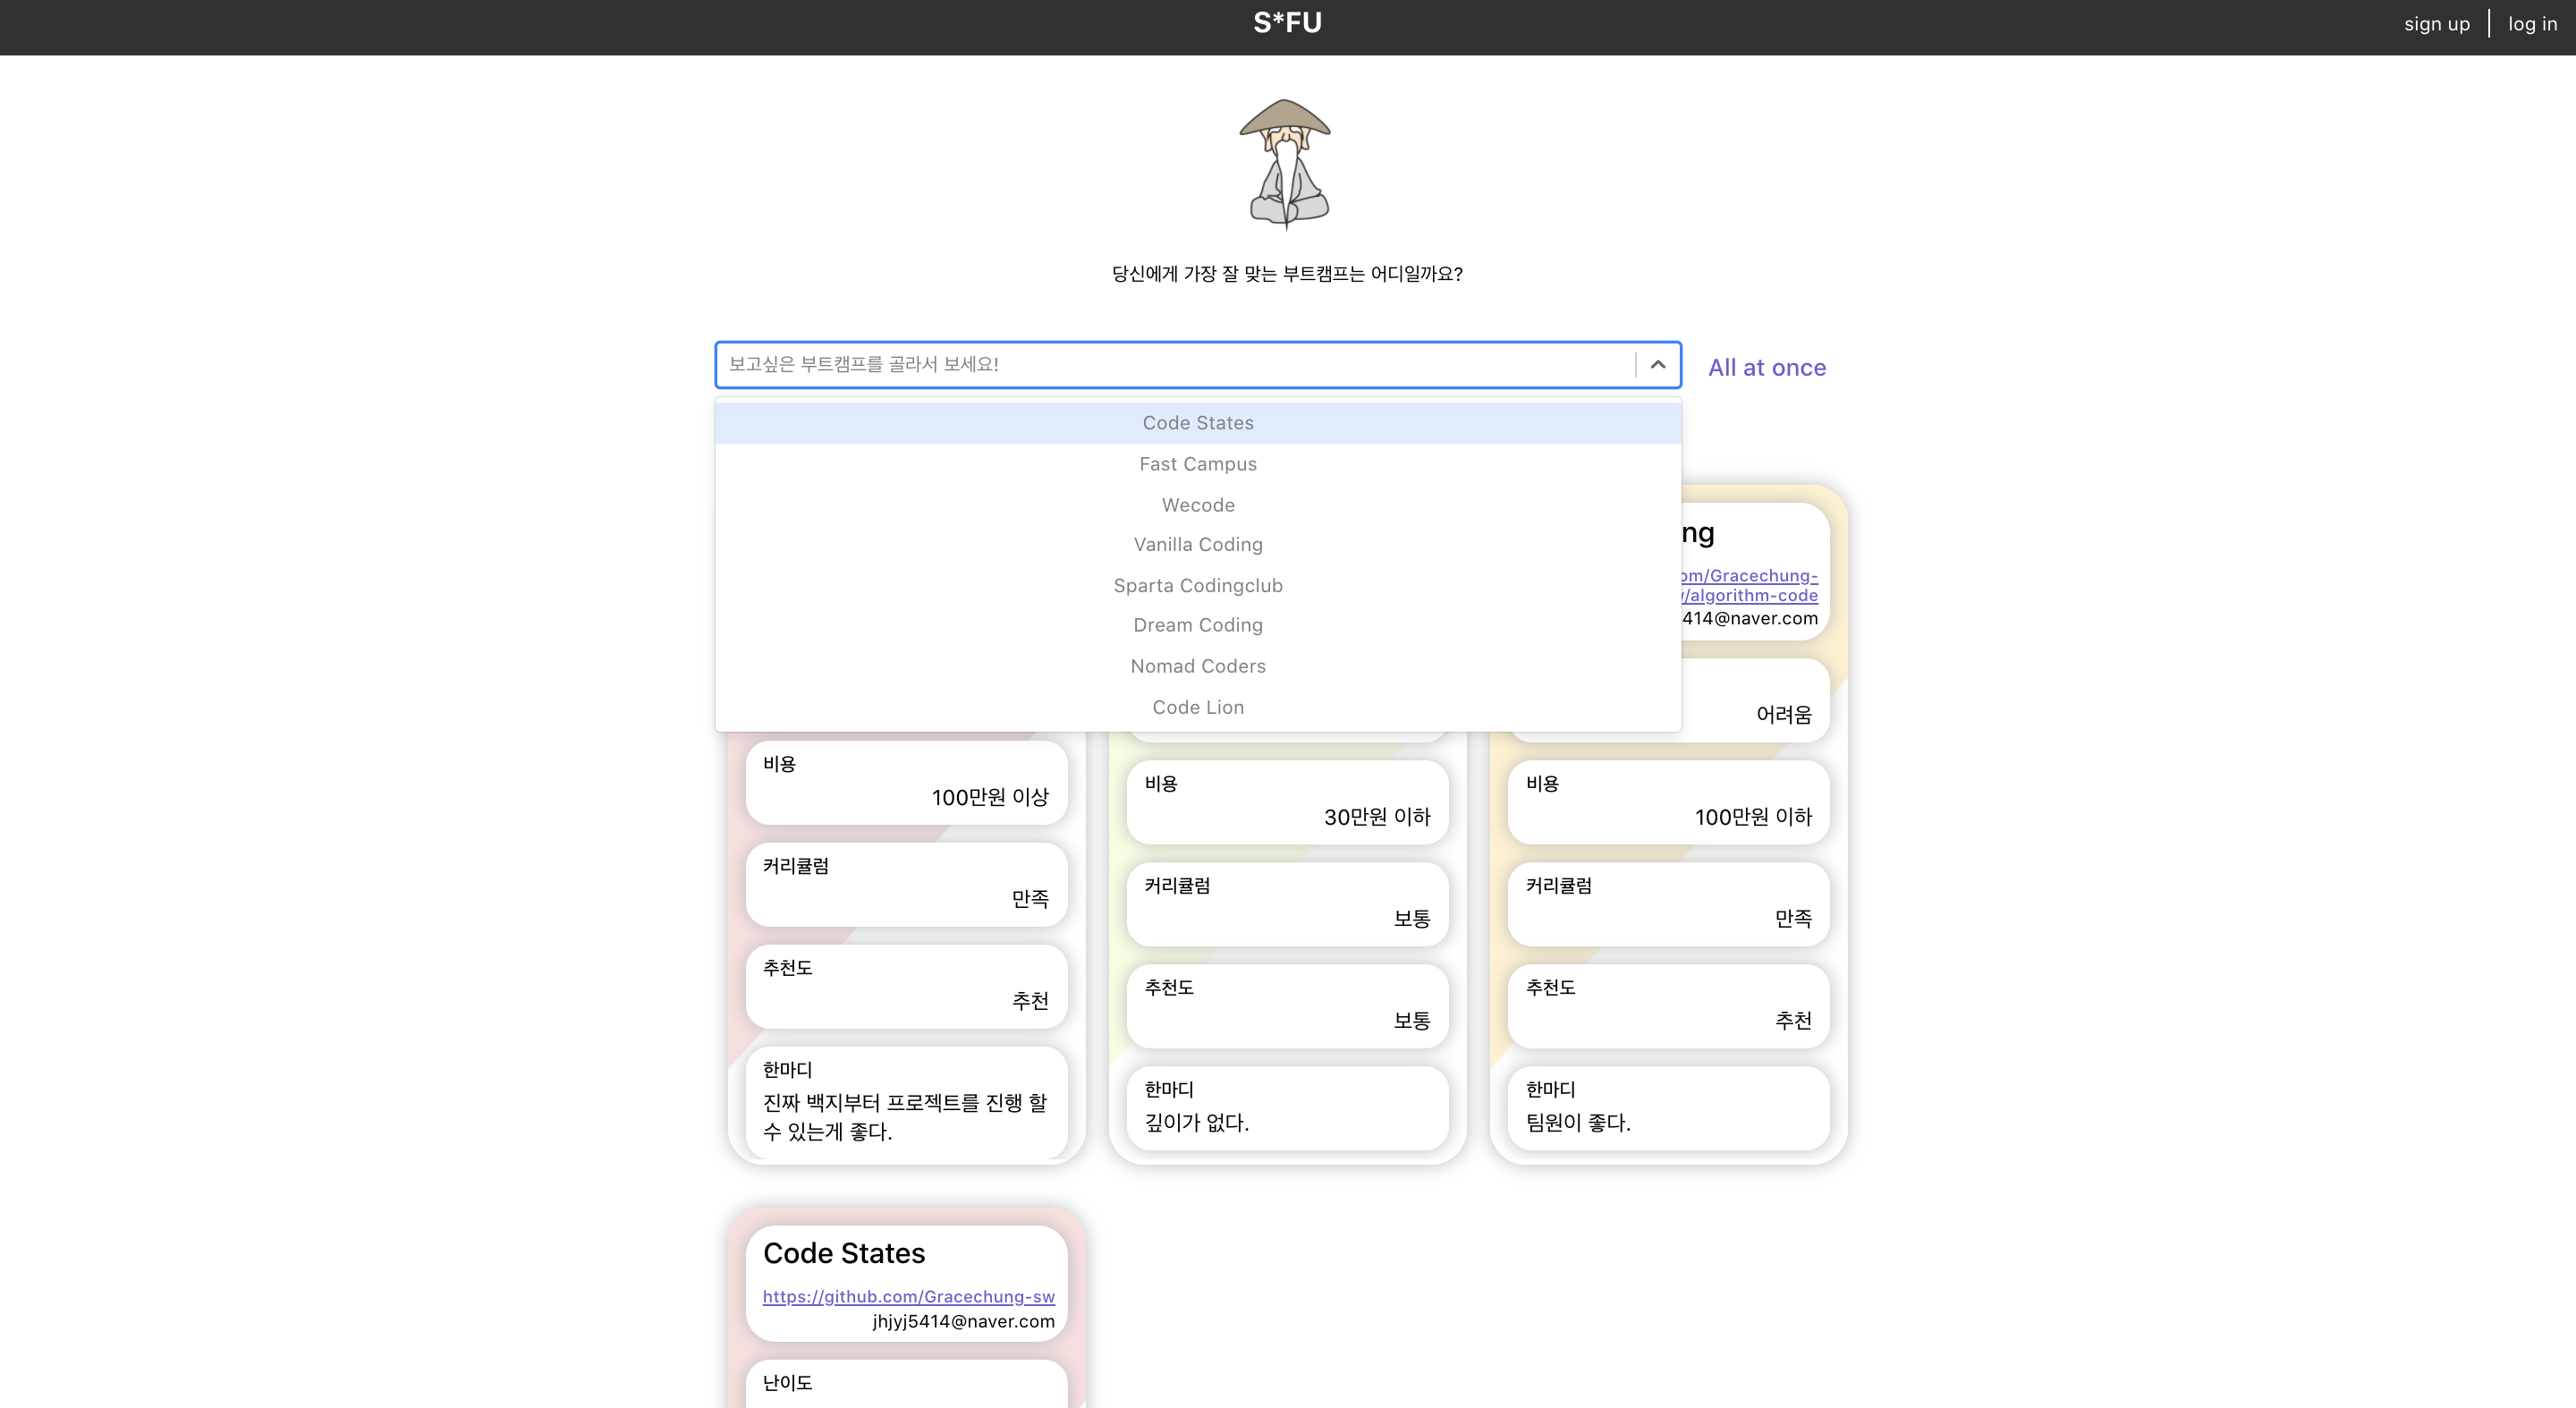 S*FU
sign up
log in
당신에게 가장 잘 맞는 부트캠프는 어디일까요?
보고싶은 부트캠프를 골라서 보세요!
All at once
Code States
Fast Campus
Wecode
Vanilla Coding
Sparta Codingclub
Dream Coding
Nomad Coders
Code Lion
비용
100만원 이상
커리큘럼
만족
추천도
추천
한마디
진짜 백지부터 프로젝트를 진행 할
수 있는게 좋다.
비용
30만원 이하
커리큘럼
보통
추천도
보통
한마디
깊이가 없다.
ng
om/Gracechung-
/algorithm-code
414@naver.com
어려움
비용
100만원 이하
커리큘럼
만족
추천도
추천
한마디
팀원이 좋다.
Code States
https://github.com/Gracechung-sw
jhjyj5414@naver.com
난이도